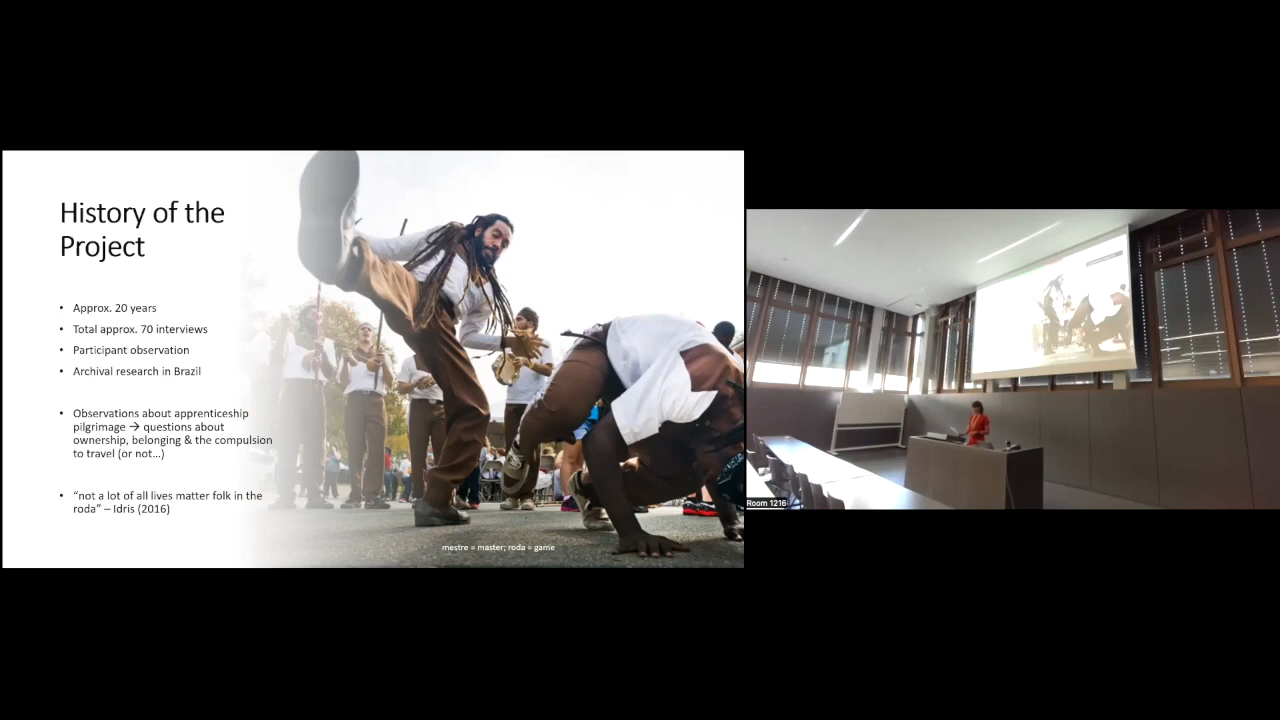 History of the
Project
• Approx. 20 years
• Total approx. 70 interviews
• Participant observation
• Archival research in Brazil
• Observations about apprenticeship
pilgrimage → questions about
ownership, belonging & the compulsion
to travel (or not…)
• “not a lot of all lives matter folk in the
roda” – Idris (2016)
mestre = master; roda = game
Room 1216